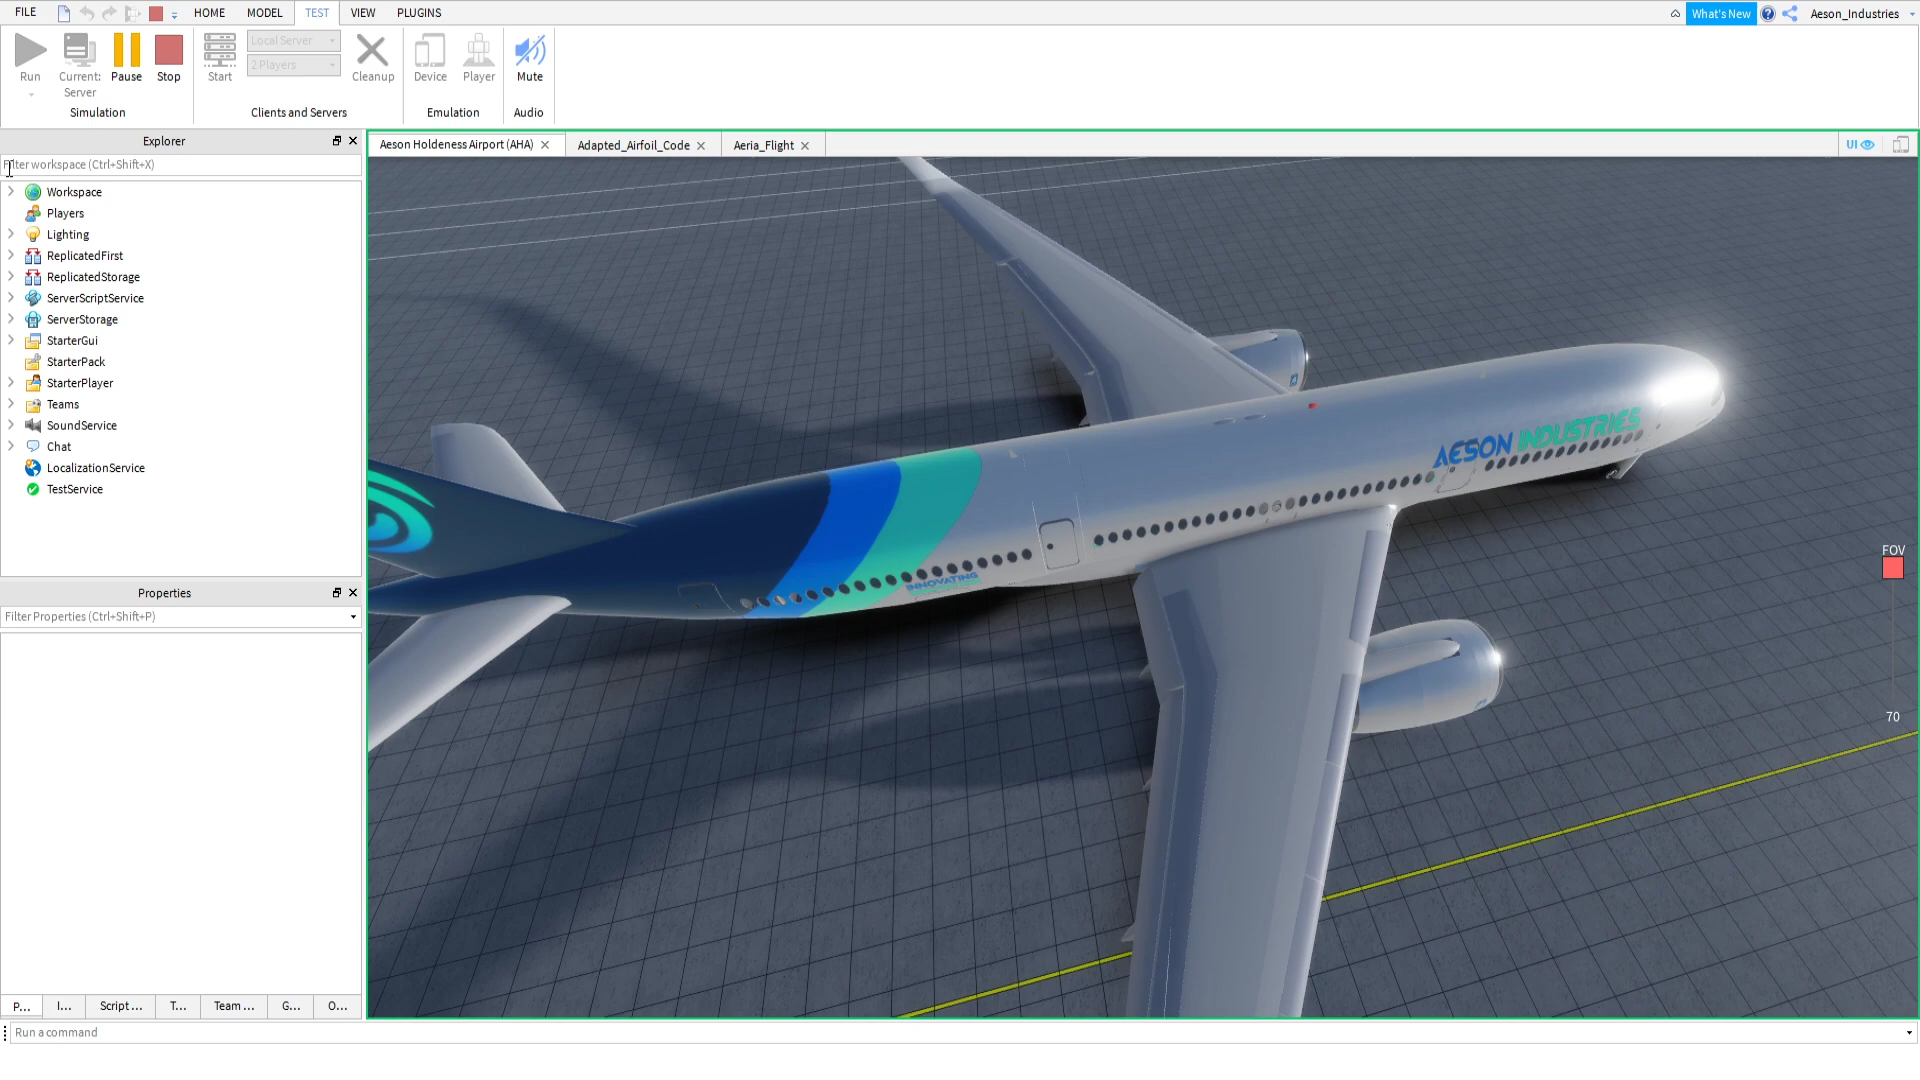 FILE
HOME
MODEL
TEST
VIEW
PLUGINS
What's New
Aeson_Industries
Run
Current:
Server
Pause
Stop
Simulation
Start
Local Server
2 Players
Cleanup
Clients and Servers
Device
Player
Emulation
Mute
Audio
Explorer
Filter workspace (Ctrl+Shift+X)
Workspace
Players
Lighting
ReplicatedFirst
ReplicatedStorage
ServerScriptService
ServerStorage
StarterGui
StarterPack
StarterPlayer
Teams
SoundService
Chat
LocalizationService
TestService
Properties
Filter Properties (Ctrl+Shift+P)
P...
I...
Script ...
T...
Team ...
G...
O...
Run a command
Aeson Holdeness Airport (AHA)
Adapted_Airfoil_Code
Aeria_Flight
UI
AESON INDUSTRIES
INNOVATING
FOV
70